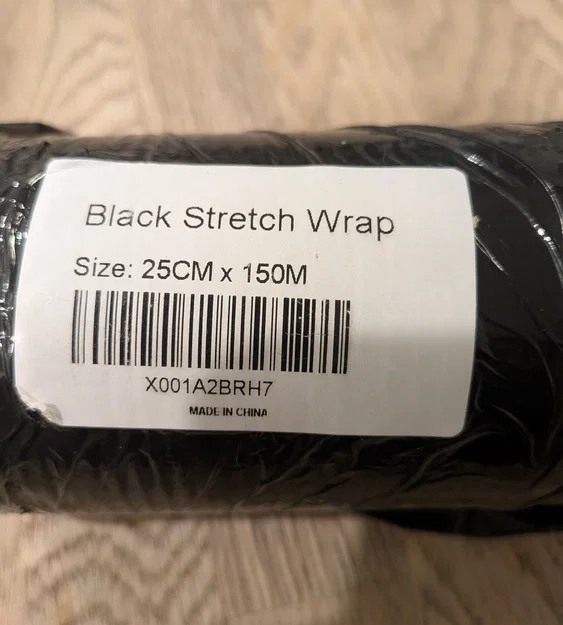 Black Stretch Wrap
Size: 25CM x 150M
X001A2BRH7
MADE IN CHINA